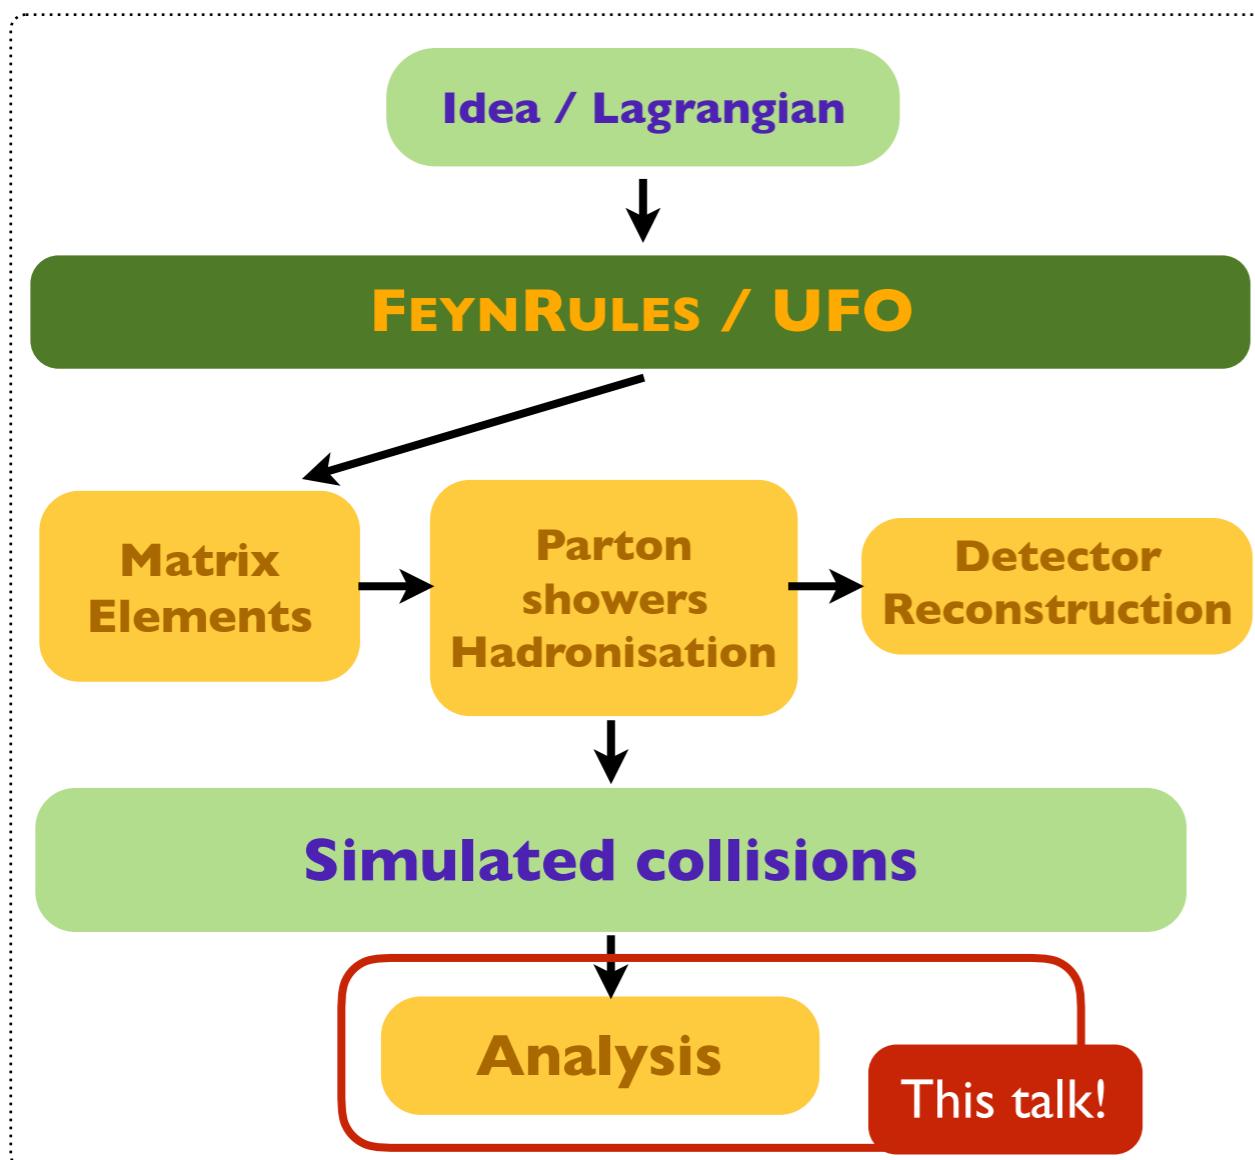 Idea / Lagrangian
FEYNRULES / UFO
Matrix
Elements
Parton
showers
Hadronisation
Detector
Reconstruction
Simulated collisions
Analysis
This talk!